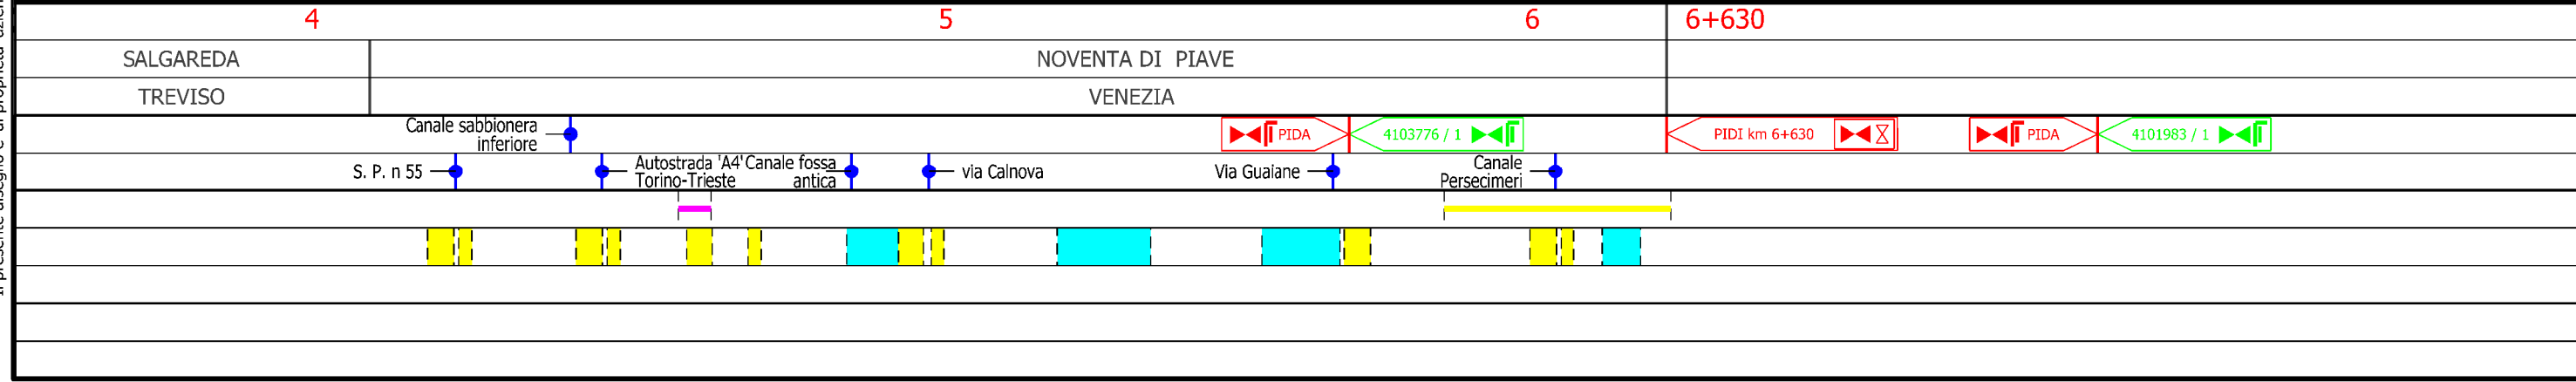 4 5 6 6+630
SALGAREDA NOVENTA DI PIAVE
TREVISO VENEZIA
Canale sabbionera
inferiore
PIDA 4103776 / 1 PIDI km 6+630 PIDA 4101983 / 1
S. P. n 55
Autostrada 'A4'
Torino-Trieste
Canale fossa
antica
via Calnova
Via Guaiane
Canale
Persecimeri